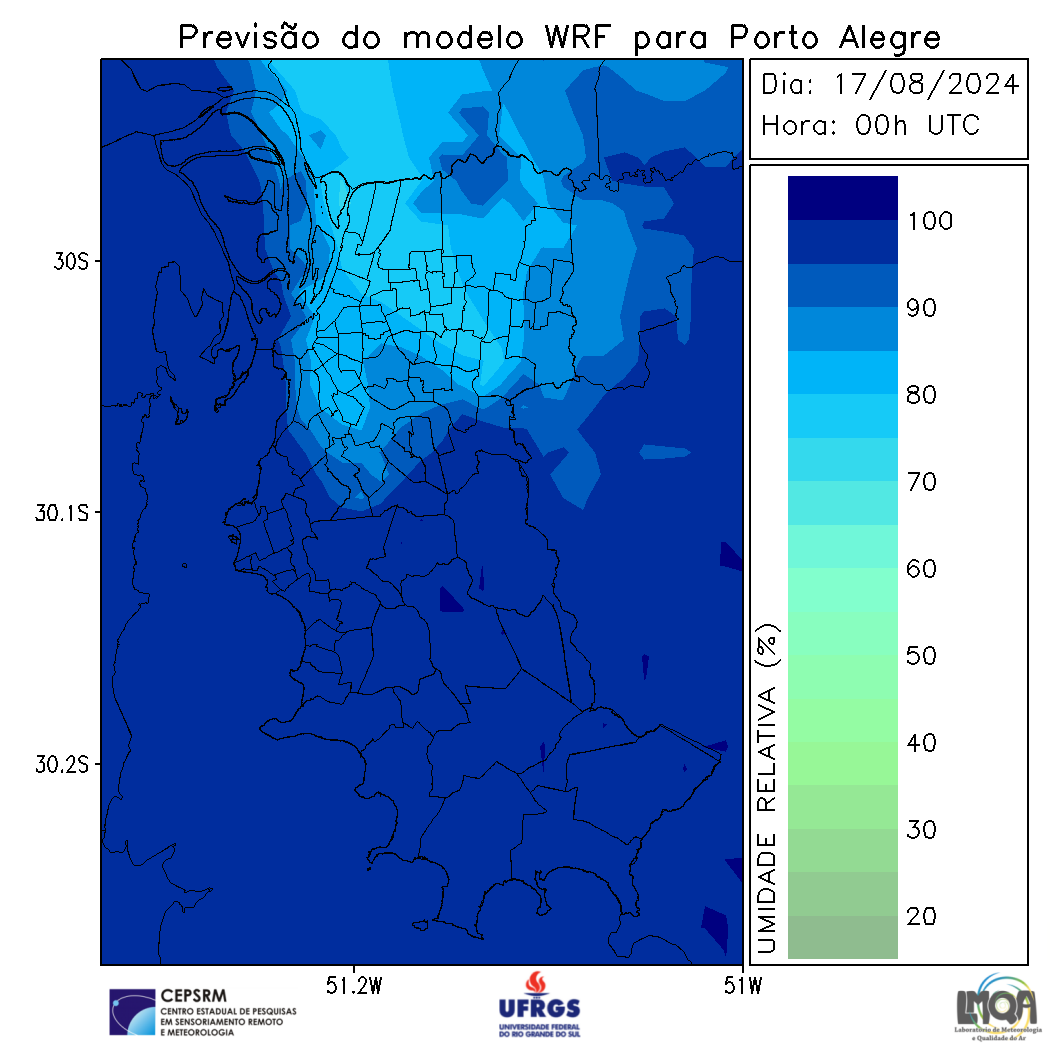 Previsão do modelo WRF para Porto Alegre
Dia: 17/08/2024
Hora: 00h UTC
30S
30.1S
30.2S
51.2W
51W
100
90
80
70
60
50
40
30
20
UMIDADE RELATIVA (%)
CEPSRM
CENTRO ESTADUAL DE PESQUISAS
EM SENSORIAMENTO REMOTO
E METEOROLOGIA
UFRGS
UNIVERSIDADE FEDERAL
DO RIO GRANDE DO SUL
LMQA
Laboratório de Meteorologia
e Qualidade do Ar